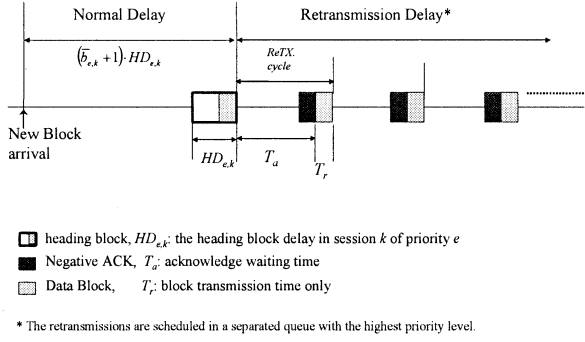 Normal Delay
Retransmission Delay*
(b̄e,k +1)·HDe,k
ReTX.
cycle
New Block
arrival
HDe,k
Ta
Tr
heading block, HDe,k: the heading block delay in session k of priority e
Negative ACK, Ta: acknowledge waiting time
Data Block, Tr: block transmission time only
* The retransmissions are scheduled in a separated queue with the highest priority level.